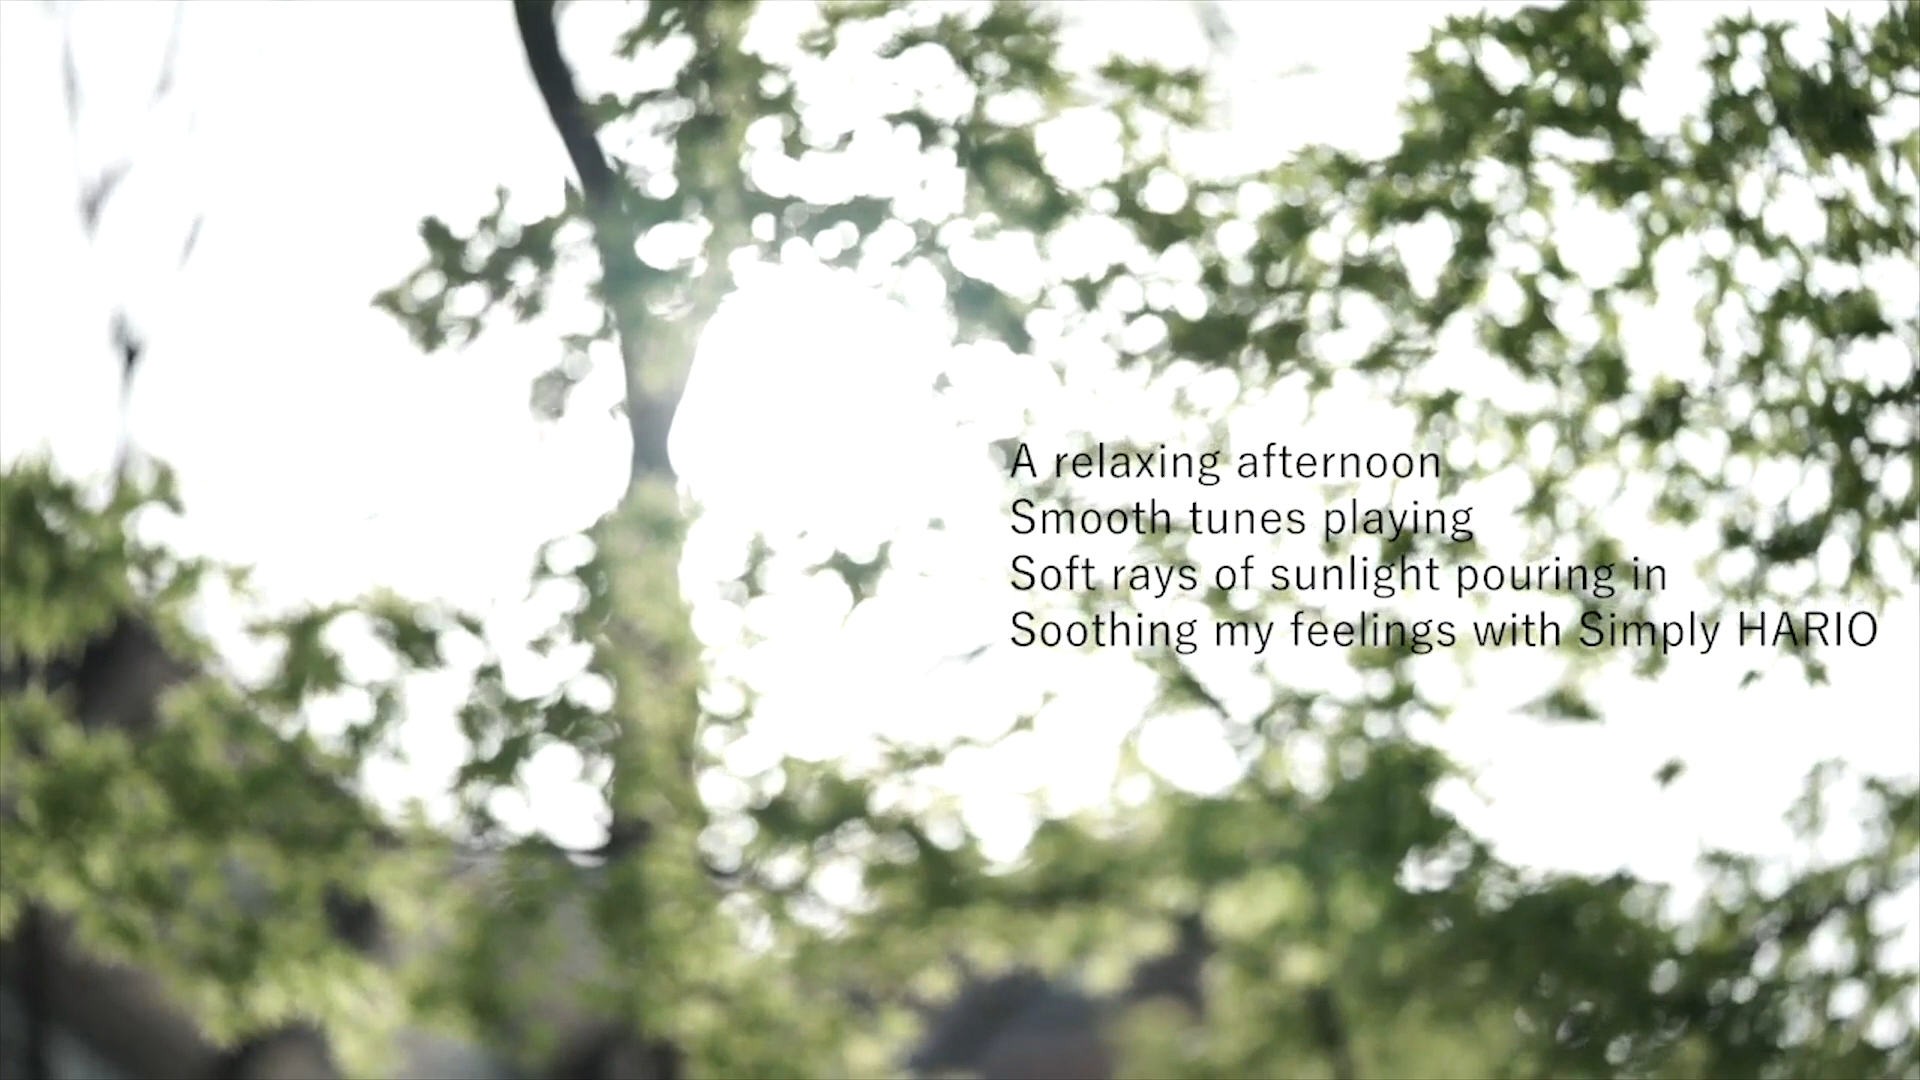 A relaxing afternoon
Smooth tunes playing
Soft rays of sunlight pouring in
Soothing my feelings with Simply HARIO